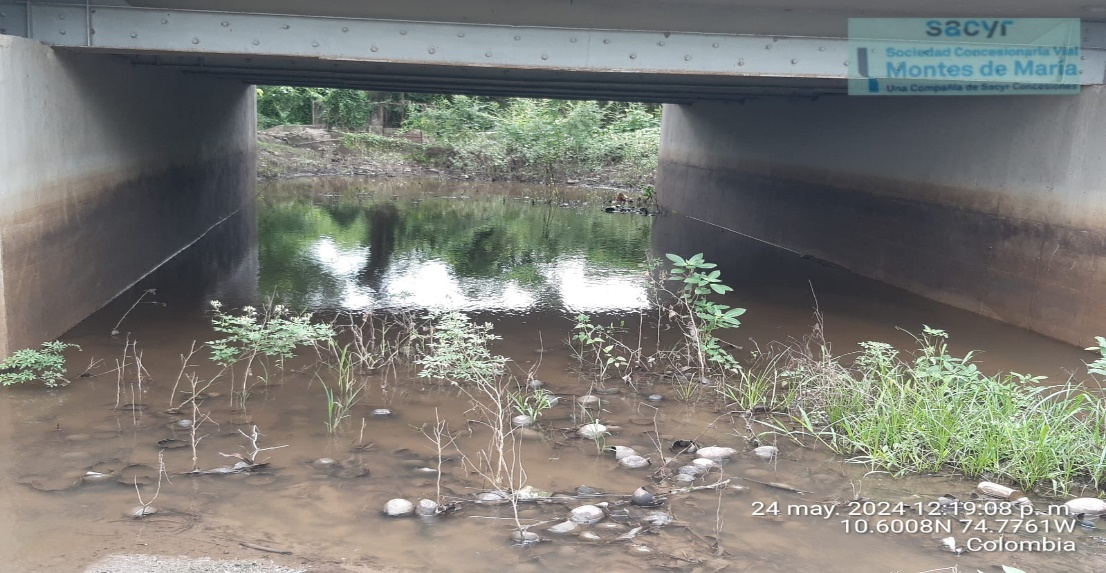 sacyr
Sociedad Concesionaria Vial
Montes de María
Una Compañía de Sacyr Concesiones
24 may. 2024 12:19:08 p. m.
10.6008N 74.7761W
Colombia